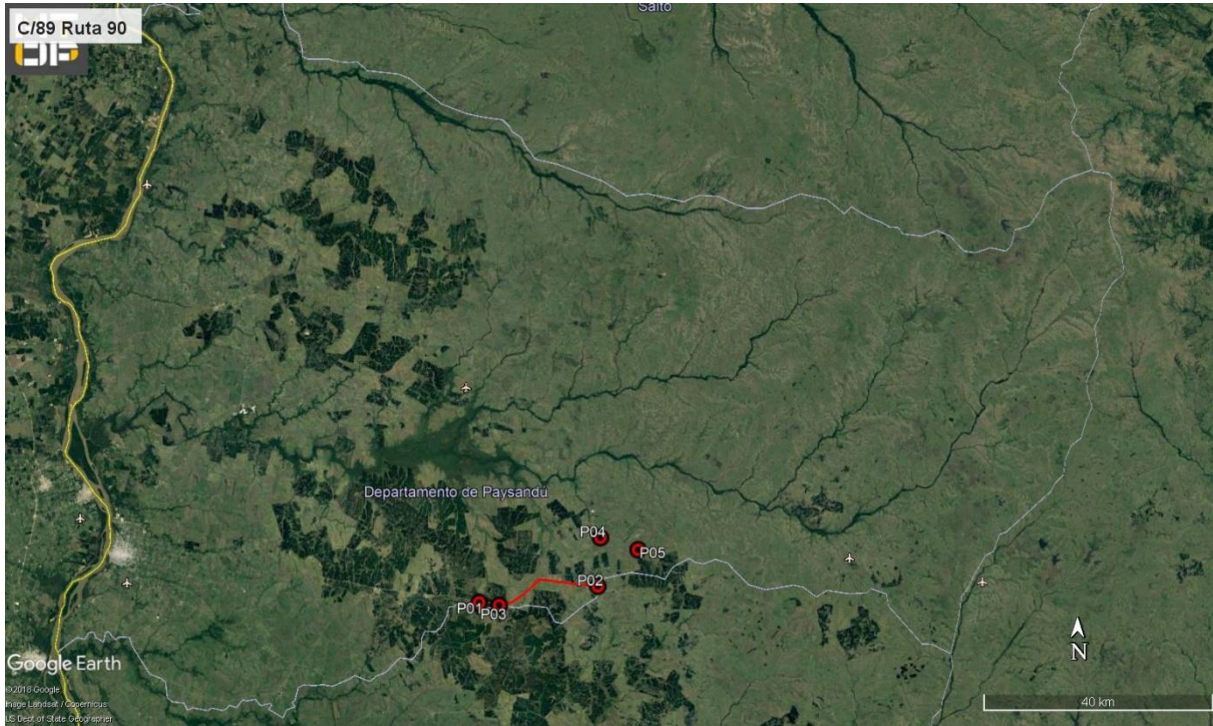 C/89 Ruta 90
Salto
Departamento de Paysandú
P04
P05
P02
P01
P03
N
Google Earth
©2018 Google
Image Landsat / Copernicus
US Dept of State Geographer
40 km